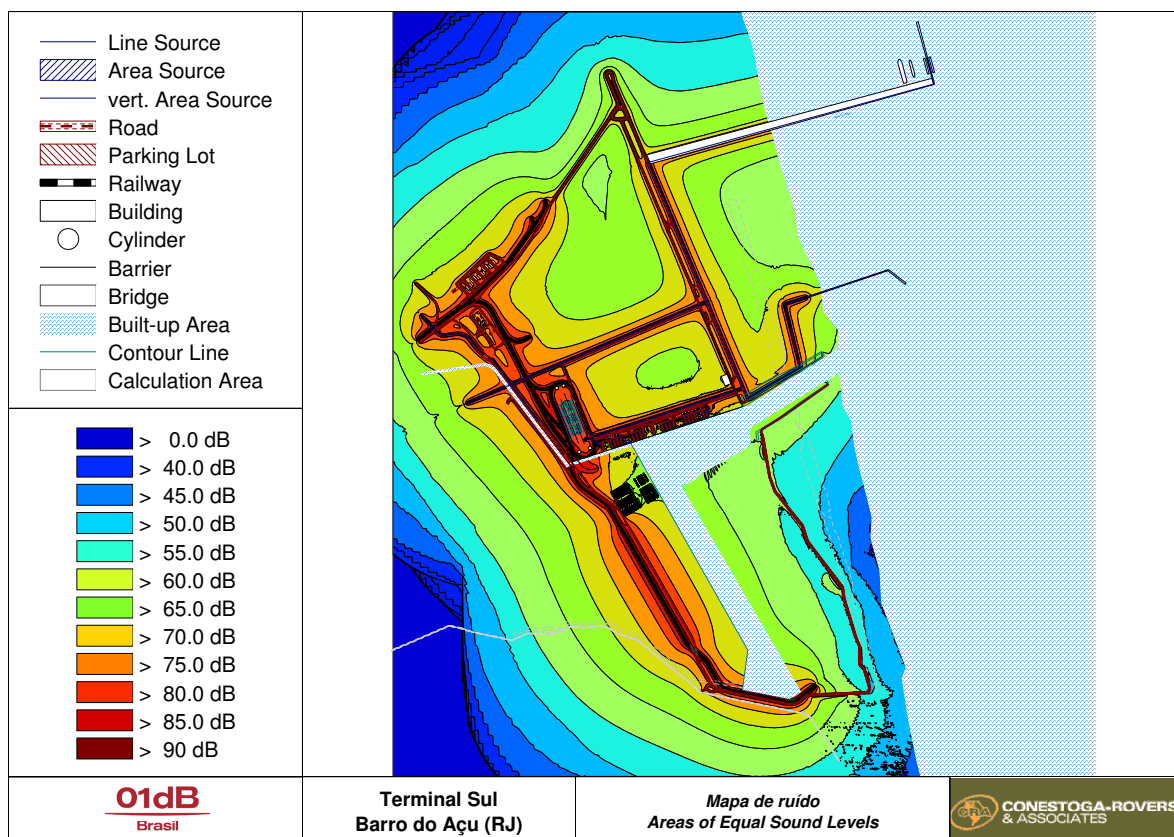 Line Source
Area Source
vert. Area Source
Road
Parking Lot
Railway
Building
Cylinder
Barrier
Bridge
Built-up Area
Contour Line
Calculation Area
> 0.0 dB
> 40.0 dB
> 45.0 dB
> 50.0 dB
> 55.0 dB
> 60.0 dB
> 65.0 dB
> 70.0 dB
> 75.0 dB
> 80.0 dB
> 85.0 dB
> 90 dB
01dB
Brasil
Terminal Sul
Barro do Açu (RJ)
Mapa de ruído
Areas of Equal Sound Levels
CRA
CONESTOGA-ROVERS
& ASSOCIATES